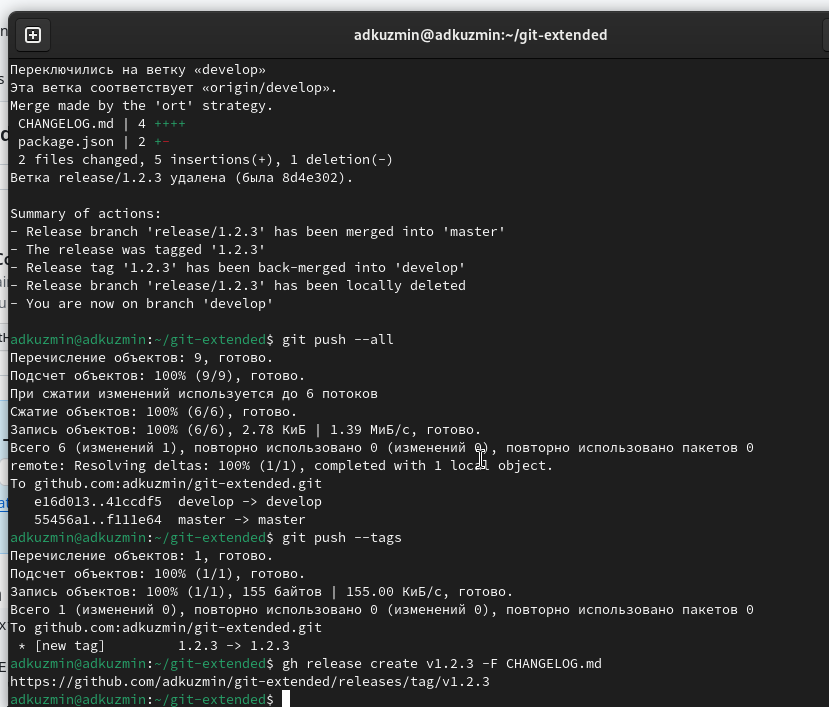 adkuzmin@adkuzmin:~/git-extended
Переключились на ветку «develop»
Эта ветка соответствует «origin/develop».
Merge made by the 'ort' strategy.
 CHANGELOG.md | 4 ++++
 package.json | 2 +-
 2 files changed, 5 insertions(+), 1 deletion(-)
Ветка release/1.2.3 удалена (была 8d4e302).

Summary of actions:
- Release branch 'release/1.2.3' has been merged into 'master'
- The release was tagged '1.2.3'
- Release tag '1.2.3' has been back-merged into 'develop'
- Release branch 'release/1.2.3' has been locally deleted
- You are now on branch 'develop'

adkuzmin@adkuzmin:~/git-extended$ git push --all
Перечисление объектов: 9, готово.
Подсчет объектов: 100% (9/9), готово.
При сжатии изменений используется до 6 потоков
Сжатие объектов: 100% (6/6), готово.
Запись объектов: 100% (6/6), 2.78 КиБ | 1.39 МиБ/с, готово.
Всего 6 (изменений 1), повторно использовано 0 (изменений 0), повторно использовано пакетов 0
remote: Resolving deltas: 100% (1/1), completed with 1 local object.
To github.com:adkuzmin/git-extended.git
   e16d013..41ccdf5  develop -> develop
   55456a1..f111e64  master -> master
adkuzmin@adkuzmin:~/git-extended$ git push --tags
Перечисление объектов: 1, готово.
Подсчет объектов: 100% (1/1), готово.
Запись объектов: 100% (1/1), 155 байтов | 155.00 КиБ/с, готово.
Всего 1 (изменений 0), повторно использовано 0 (изменений 0), повторно использовано пакетов 0
To github.com:adkuzmin/git-extended.git
 * [new tag]         1.2.3 -> 1.2.3
adkuzmin@adkuzmin:~/git-extended$ gh release create v1.2.3 -F CHANGELOG.md
https://github.com/adkuzmin/git-extended/releases/tag/v1.2.3
adkuzmin@adkuzmin:~/git-extended$